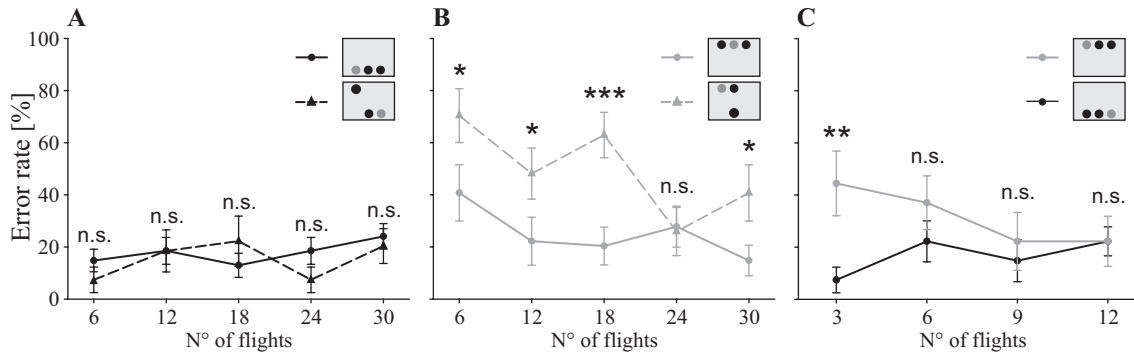 A
B
C
Error rate [%]
100
80
60
40
20
0
n.s.
n.s.
n.s.
n.s.
n.s.
6
12
18
24
30
N° of flights
*
*
***
n.s.
*
6
12
18
24
30
N° of flights
**
n.s.
n.s.
n.s.
3
6
9
12
N° of flights